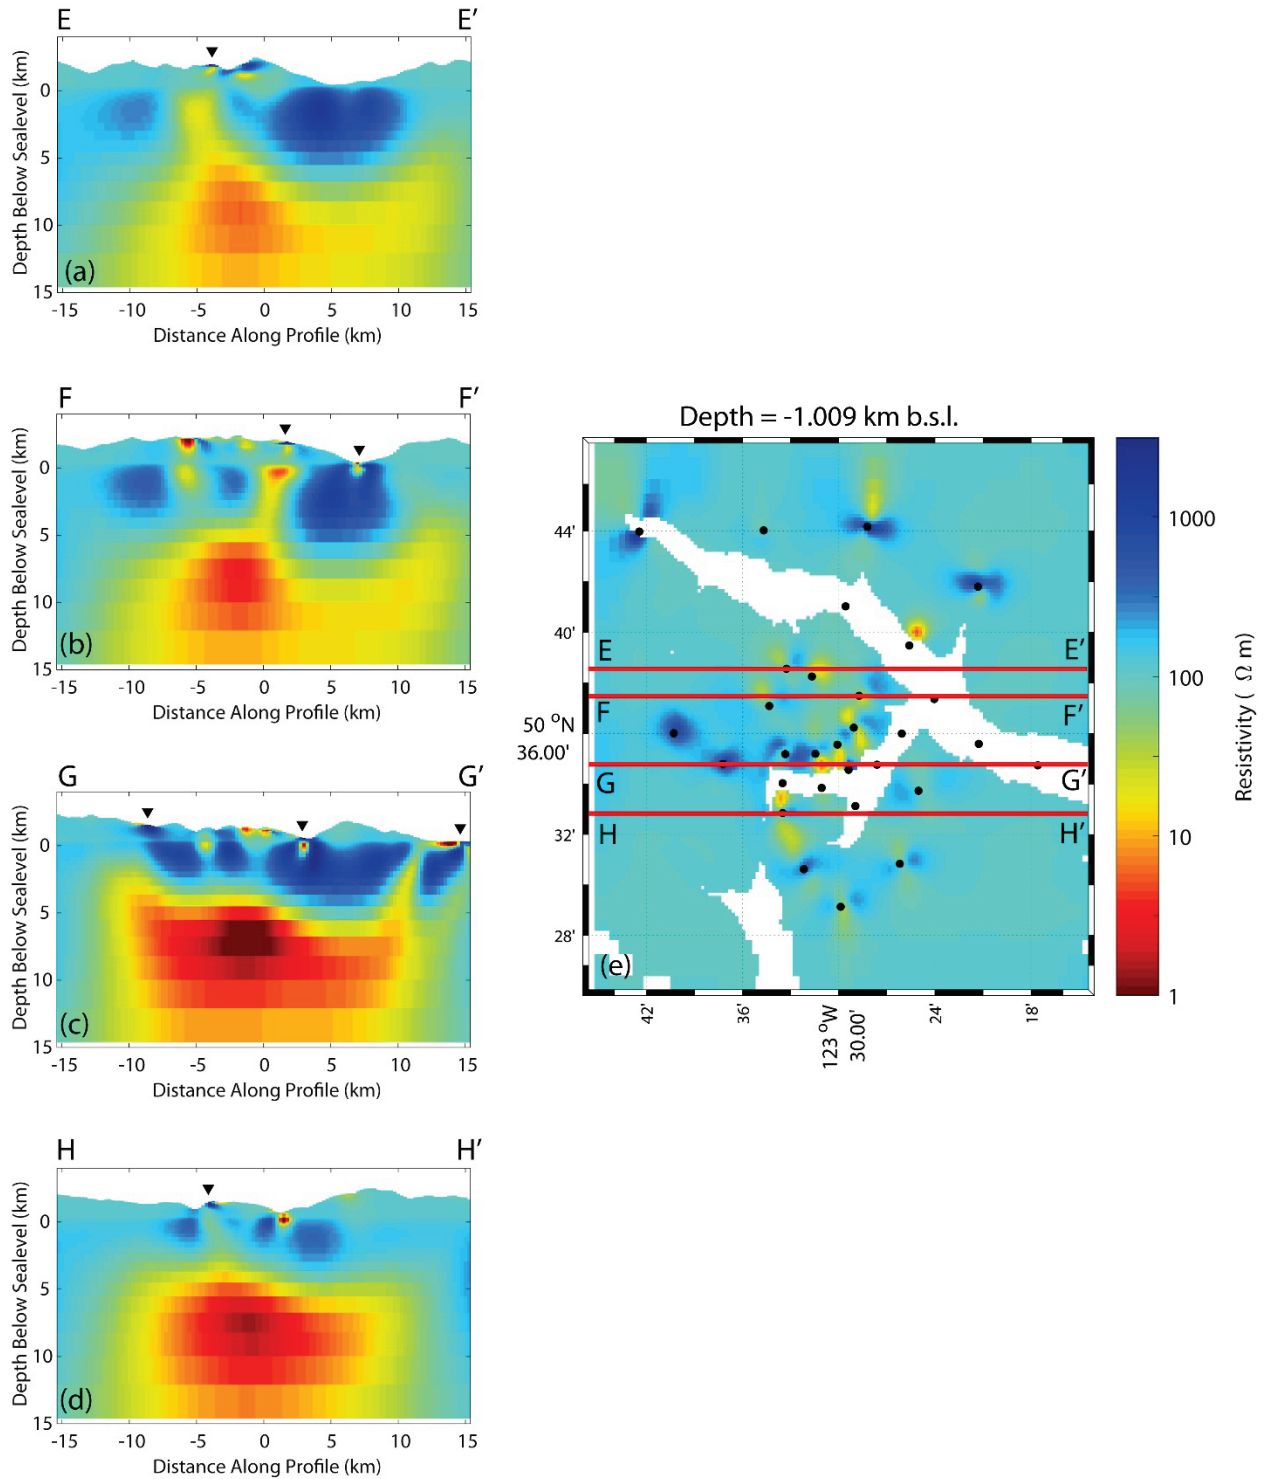 E E′
Depth Below Sealevel (km)
0
5
10
15
(a)
-15 -10 -5 0 5 10 15
Distance Along Profile (km)
F F′
Depth Below Sealevel (km)
0
5
10
15
(b)
-15 -10 -5 0 5 10 15
Distance Along Profile (km)
G G′
Depth Below Sealevel (km)
0
5
10
15
(c)
-15 -10 -5 0 5 10 15
Distance Along Profile (km)
H H′
Depth Below Sealevel (km)
0
5
10
15
(d)
-15 -10 -5 0 5 10 15
Distance Along Profile (km)
Depth = -1.009 km b.s.l.
44'
40'
50 °N
36.00'
32'
28'
E E′
F F′
G G′
H H′
(e)
42' 36' 123 °W 24' 18'
30.00'
1000
100
10
1
Resistivity ( Ω m)